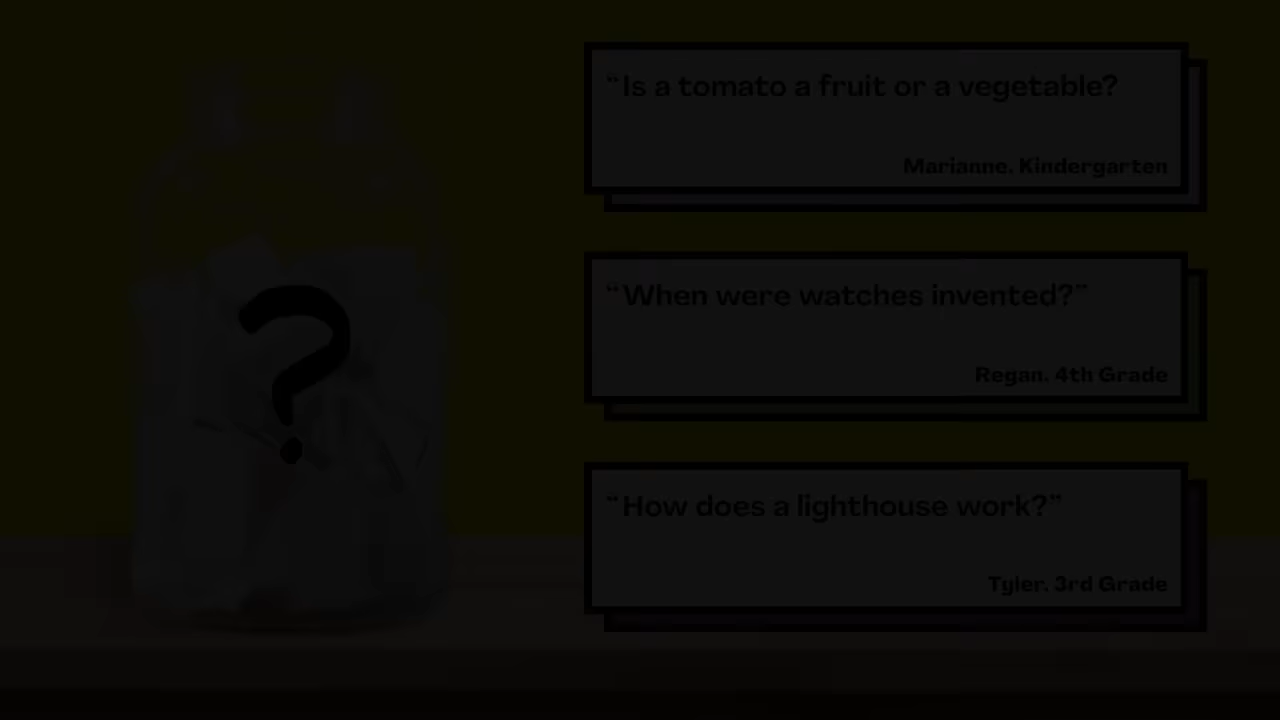 “Is a tomato a fruit or a vegetable?
Marianne. Kindergarten
“When were watches invented?”
Regan. 4th Grade
“How does a lighthouse work?”
Tyler. 3rd Grade
?